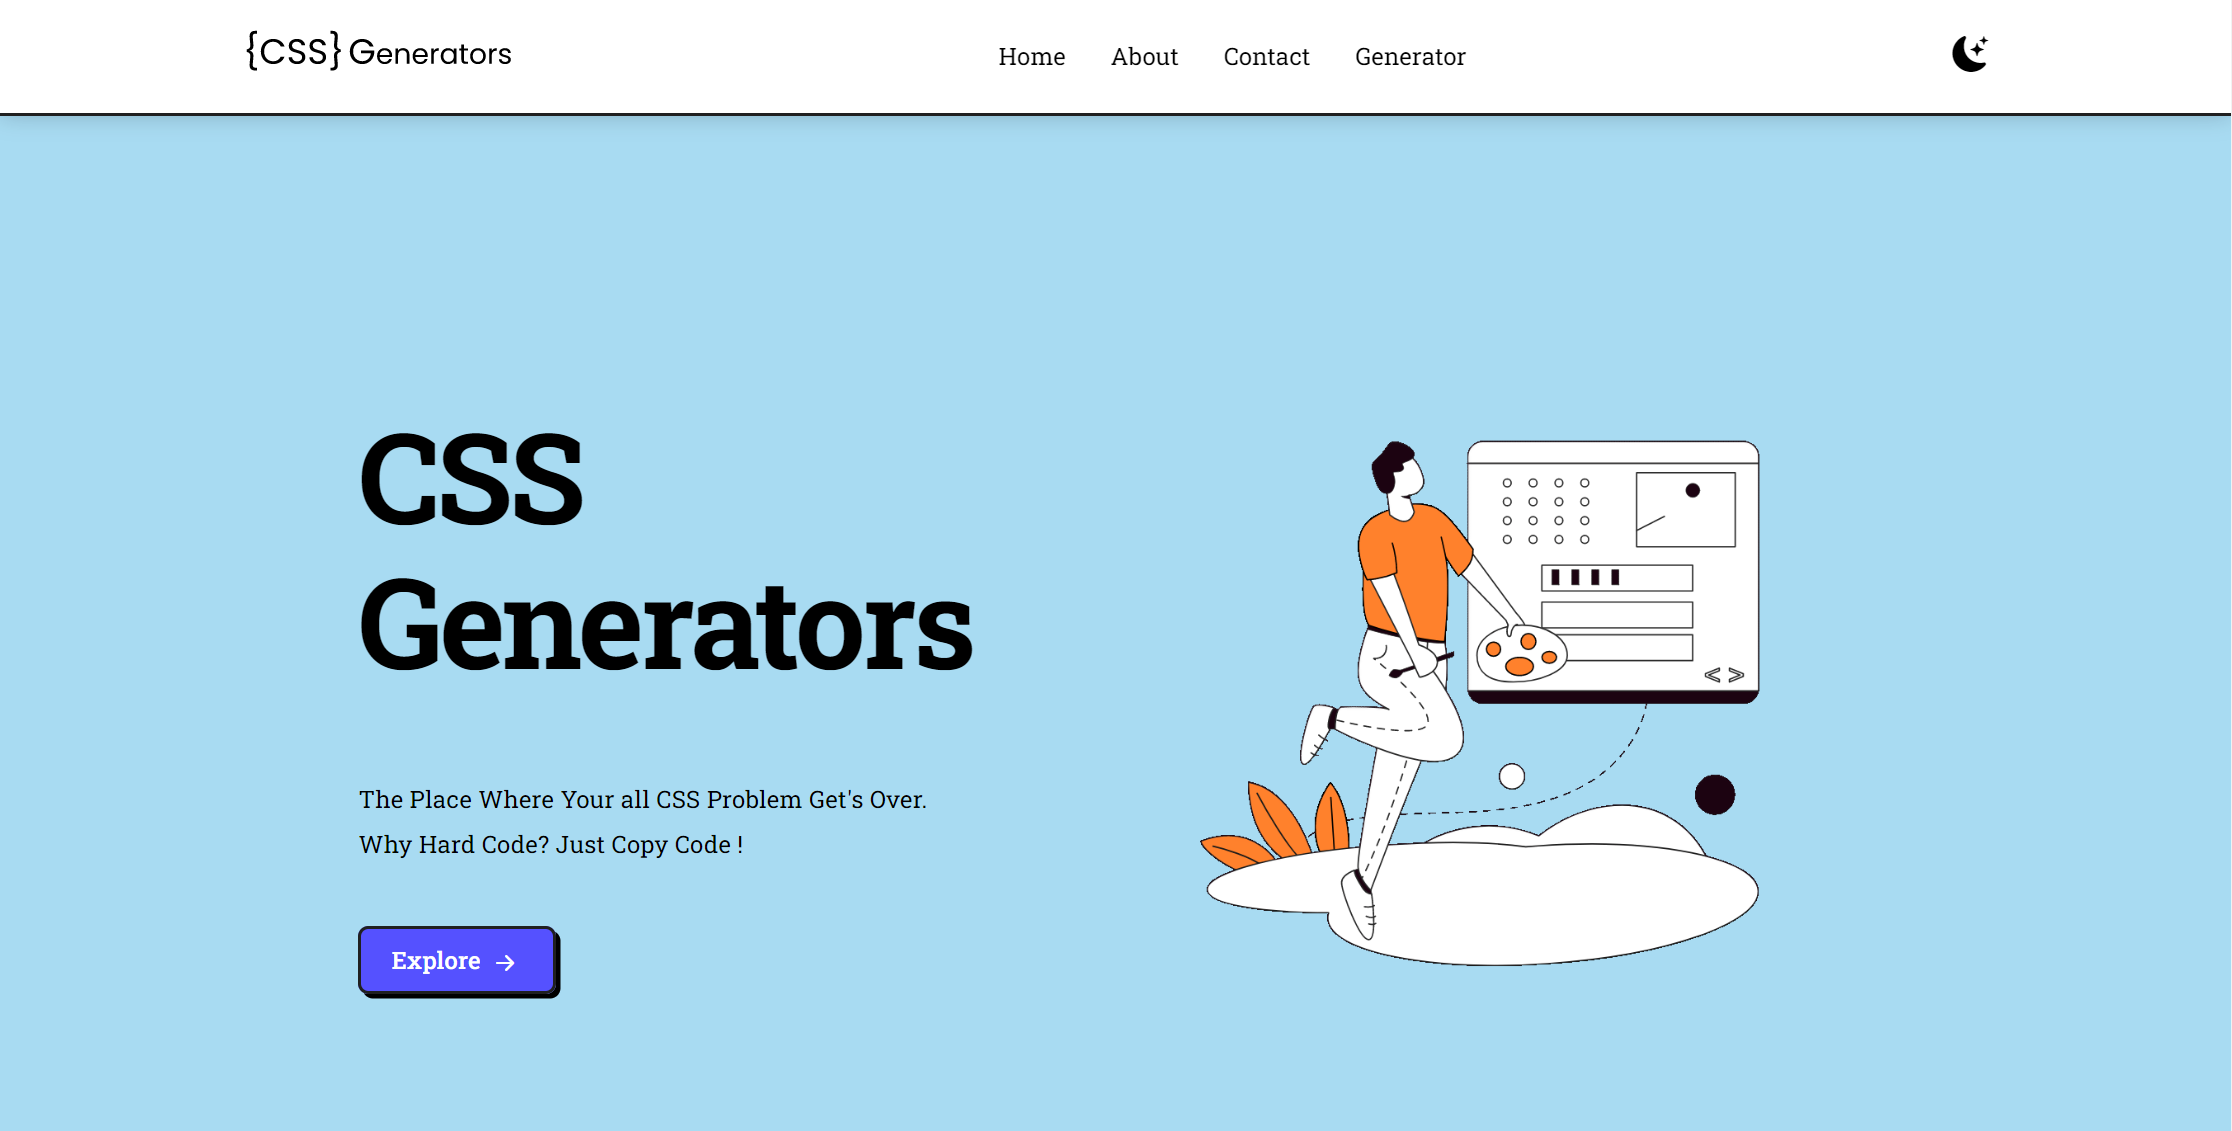 {CSS} Generators
Home About Contact Generator
CSS
Generators
The Place Where Your all CSS Problem Get's Over.
Why Hard Code? Just Copy Code !
Explore →
< >